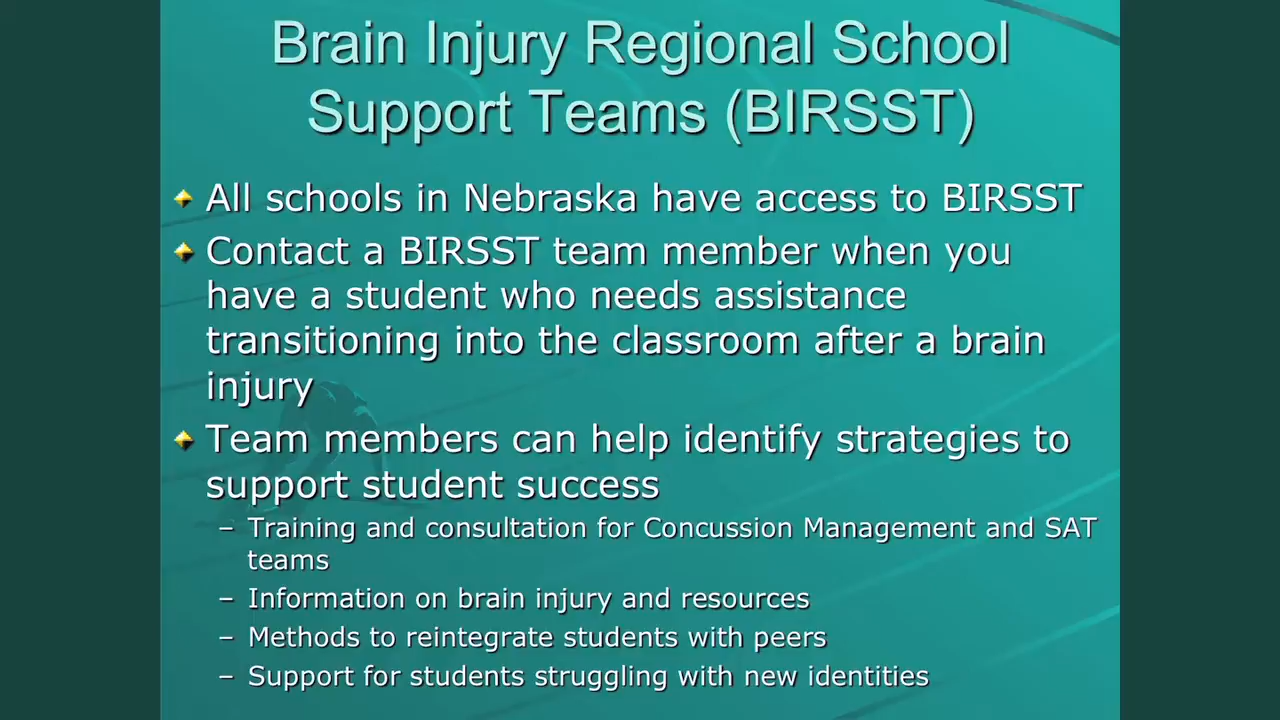 Brain Injury Regional School
Support Teams (BIRSST)
All schools in Nebraska have access to BIRSST
Contact a BIRSST team member when you
have a student who needs assistance
transitioning into the classroom after a brain
injury
Team members can help identify strategies to
support student success
– Training and consultation for Concussion Management and SAT
teams
– Information on brain injury and resources
– Methods to reintegrate students with peers
– Support for students struggling with new identities